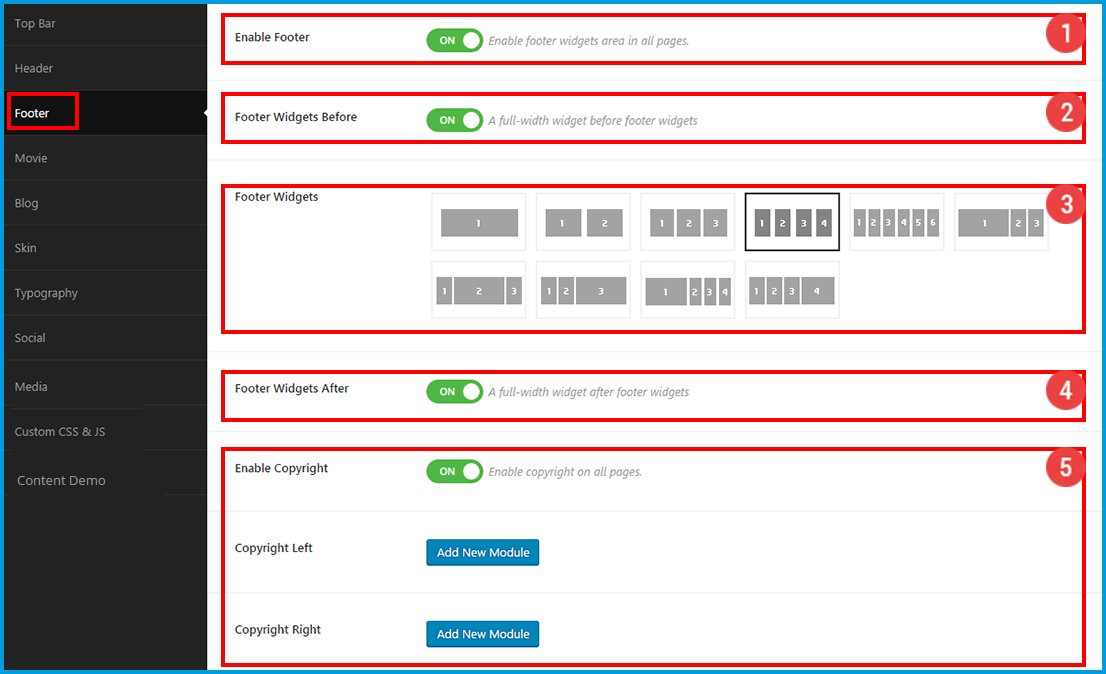 Top Bar
Header
Footer
Movie
Blog
Skin
Typography
Social
Media
Custom CSS & JS
Content Demo
Enable Footer ON Enable footer widgets area in all pages. 1
Footer Widgets Before ON A full-width widget before footer widgets 2
Footer Widgets 3
1 1 2 1 2 3 1 2 3 4 1 2 3 4 5 6 1 2 3
1 2 3 1 2 3 1 2 3 4 1 2 3 4
Footer Widgets After ON A full-width widget after footer widgets 4
Enable Copyright ON Enable copyright on all pages. 5
Copyright Left Add New Module
Copyright Right Add New Module